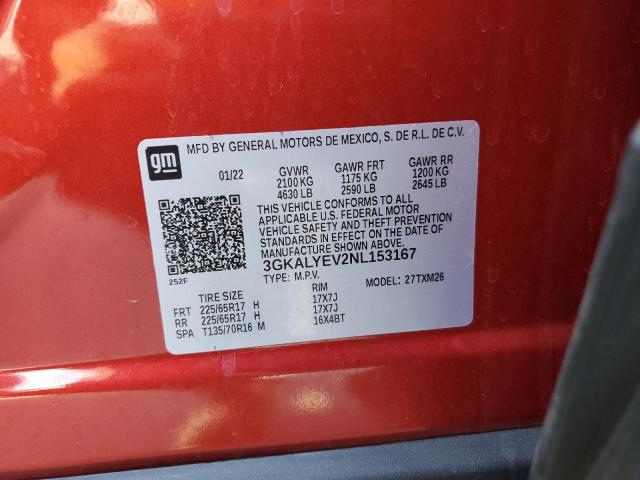 gm
MFD BY GENERAL MOTORS DE MEXICO, S. DE R.L. DE C.V.
01/22 GVWR GAWR FRT GAWR RR
2100 KG 1175 KG 1200 KG
4630 LB 2590 LB 2645 LB
THIS VEHICLE CONFORMS TO ALL
APPLICABLE U.S. FEDERAL MOTOR
VEHICLE SAFETY AND THEFT PREVENTION
STANDARDS IN EFFECT ON THE DATE OF
MANUFACTURE SHOWN ABOVE.
3GKALYEV2NL153167
252F
TYPE: M.P.V. MODEL: 27TXM26
TIRE SIZE RIM
FRT 225/65R17 H 17X7J
RR 225/65R17 H 17X7J
SPA T135/70R16 M 16X4BT